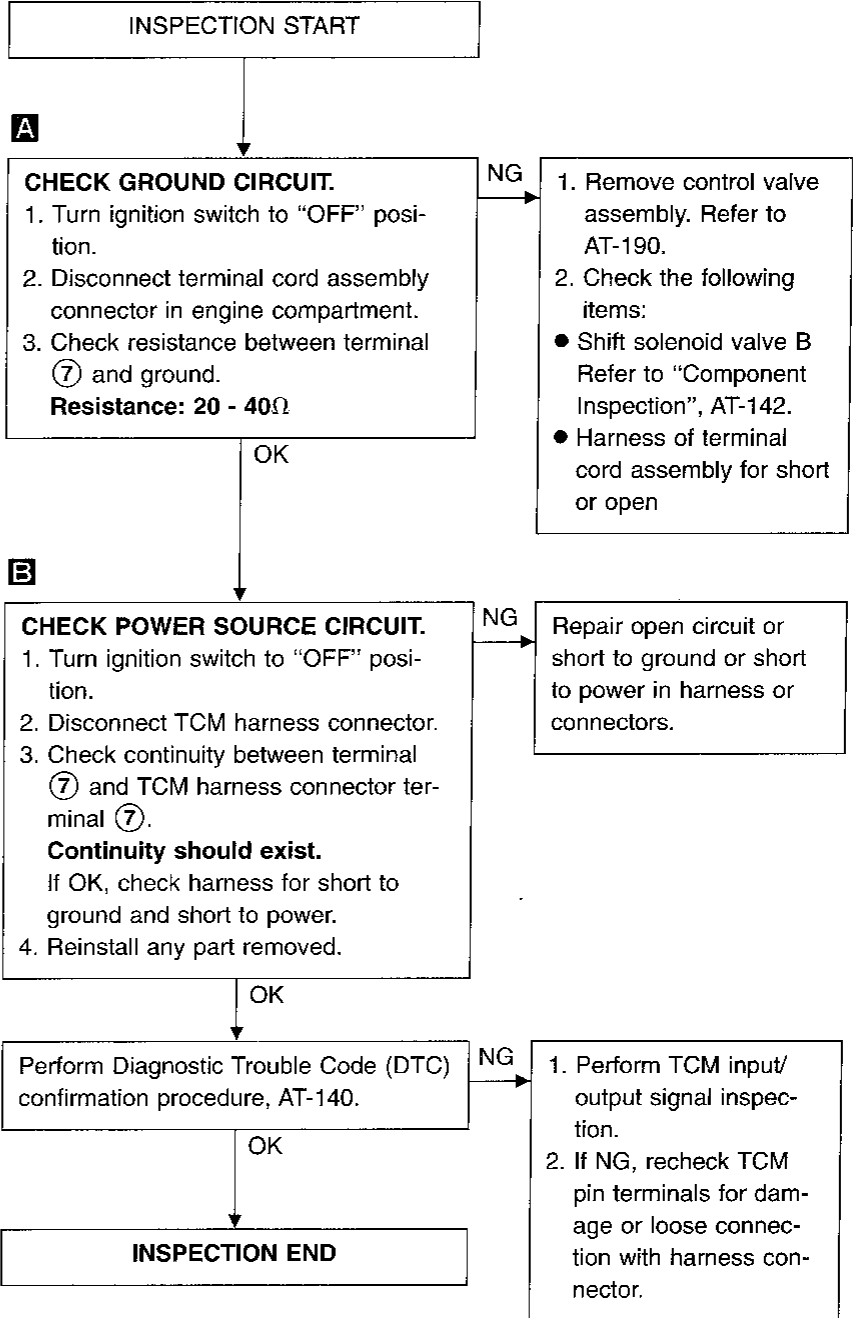 INSPECTION START
A
CHECK GROUND CIRCUIT.
1. Turn ignition switch to “OFF” posi-
tion.
2. Disconnect terminal cord assembly
connector in engine compartment.
3. Check resistance between terminal
⑦ and ground.
Resistance: 20 - 40Ω
NG
1. Remove control valve
assembly. Refer to
AT-190.
2. Check the following
items:
● Shift solenoid valve B
Refer to “Component
Inspection”, AT-142.
● Harness of terminal
cord assembly for short
or open
OK
B
CHECK POWER SOURCE CIRCUIT.
1. Turn ignition switch to “OFF” posi-
tion.
2. Disconnect TCM harness connector.
3. Check continuity between terminal
⑦ and TCM harness connector ter-
minal ⑦.
Continuity should exist.
If OK, check harness for short to
ground and short to power.
4. Reinstall any part removed.
NG
Repair open circuit or
short to ground or short
to power in harness or
connectors.
OK
Perform Diagnostic Trouble Code (DTC)
confirmation procedure, AT-140.
NG
1. Perform TCM input/
output signal inspec-
tion.
2. If NG, recheck TCM
pin terminals for dam-
age or loose connec-
tion with harness con-
nector.
OK
INSPECTION END